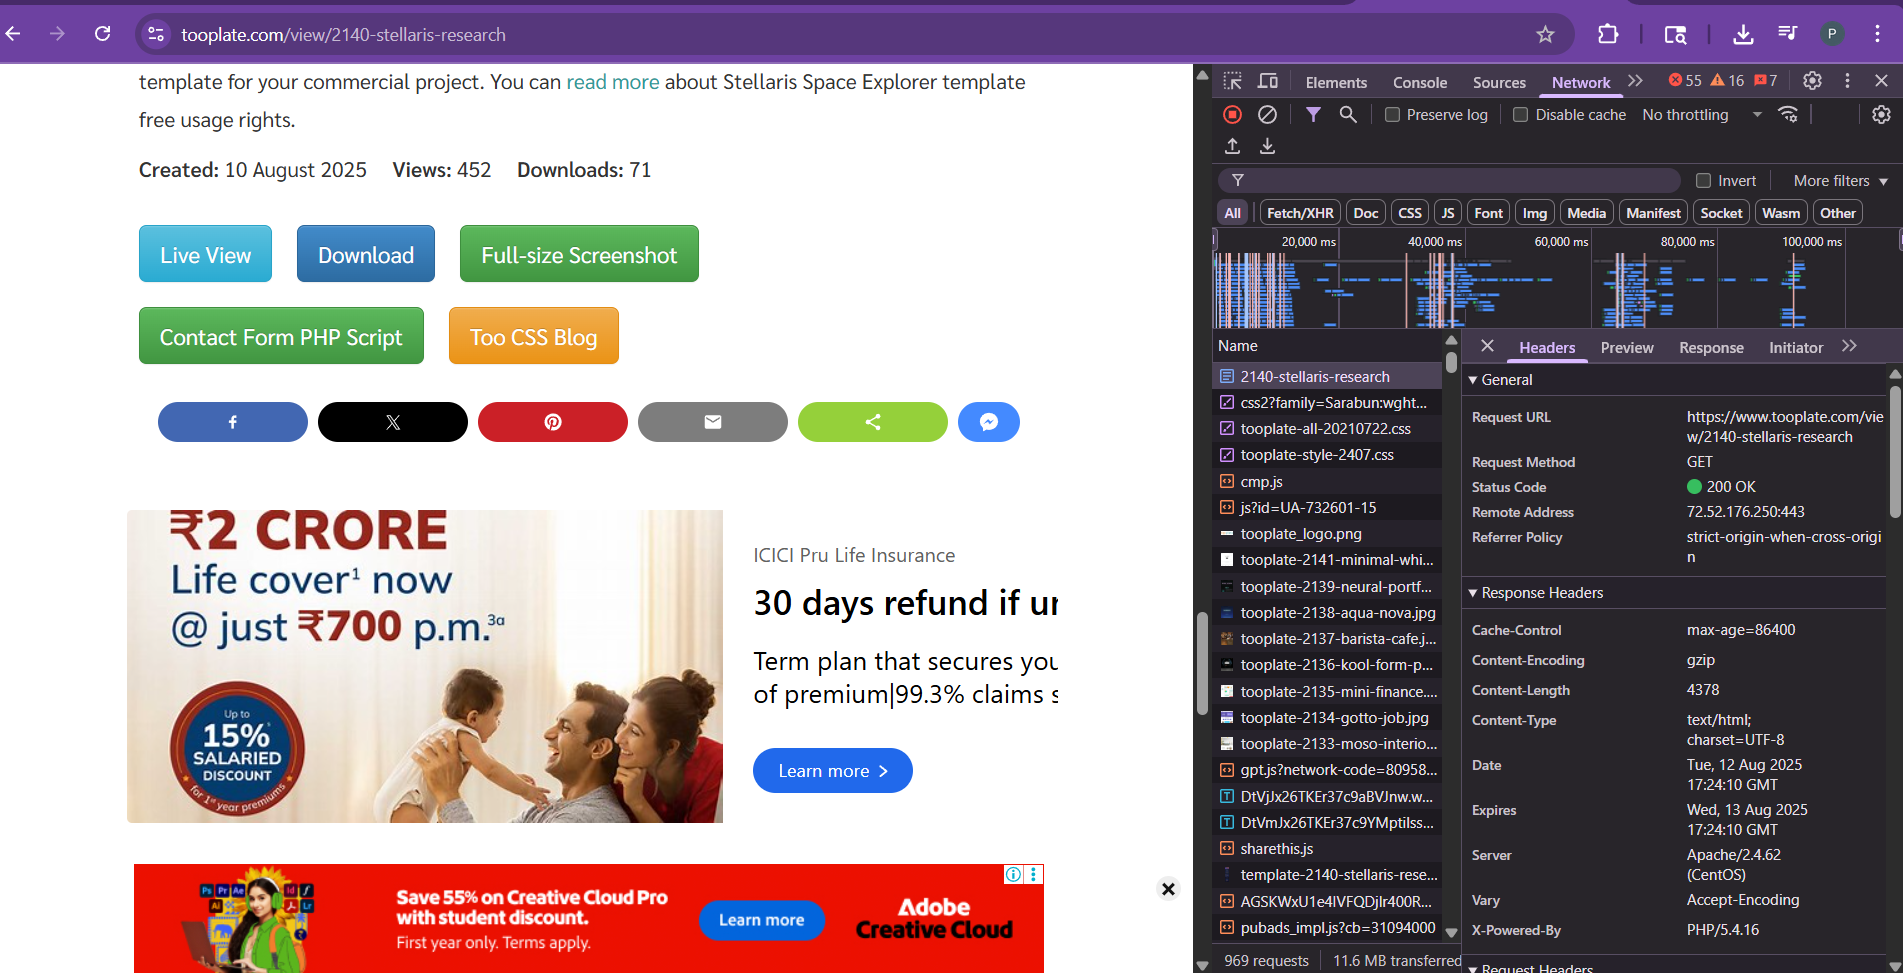 tooplate.com/view/2140-stellaris-research
P
template for your commercial project. You can read more about Stellaris Space Explorer template
free usage rights.
Created: 10 August 2025 Views: 452 Downloads: 71
Live View Download Full-size Screenshot
Contact Form PHP Script Too CSS Blog
₹2 CRORE
Life cover¹ now
@ just ₹700 p.m.³ᵅ
Up to
15%
SALARIED
DISCOUNT
for 1st year premiums
ICICI Pru Life Insurance
30 days refund if ur
Term plan that secures you
of premium|99.3% claims s
Learn more
Ps Pr Ae Id f
Ai Lr
Save 55% on Creative Cloud Pro
with student discount.
First year only. Terms apply.
Learn more
Adobe
Creative Cloud
Elements Console Sources Network 55 16 7
Preserve log Disable cache No throttling
Invert More filters
All Fetch/XHR Doc CSS JS Font Img Media Manifest Socket Wasm Other
20,000 ms 40,000 ms 60,000 ms 80,000 ms 100,000 ms
Name
2140-stellaris-research
css2?family=Sarabun:wght...
tooplate-all-20210722.css
tooplate-style-2407.css
cmp.js
js?id=UA-732601-15
tooplate_logo.png
tooplate-2141-minimal-whi...
tooplate-2139-neural-portf...
tooplate-2138-aqua-nova.jpg
tooplate-2137-barista-cafe.j...
tooplate-2136-kool-form-p...
tooplate-2135-mini-finance....
tooplate-2134-gotto-job.jpg
tooplate-2133-moso-interio...
gpt.js?network-code=80958...
DtVjJx26TKEr37c9aBVJnw.w...
DtVmJx26TKEr37c9YMptiIss...
sharethis.js
template-2140-stellaris-rese...
AGSKWxU1e4IVFQDjIr400R...
pubads_impl.js?cb=31094000
969 requests 11.6 MB transferred
Headers Preview Response Initiator
General
Request URL https://www.tooplate.com/vie
w/2140-stellaris-research
Request Method GET
Status Code 200 OK
Remote Address 72.52.176.250:443
Referrer Policy strict-origin-when-cross-origi
n
Response Headers
Cache-Control max-age=86400
Content-Encoding gzip
Content-Length 4378
Content-Type text/html;
charset=UTF-8
Date Tue, 12 Aug 2025
17:24:10 GMT
Expires Wed, 13 Aug 2025
17:24:10 GMT
Server Apache/2.4.62
(CentOS)
Vary Accept-Encoding
X-Powered-By PHP/5.4.16
Request Headers